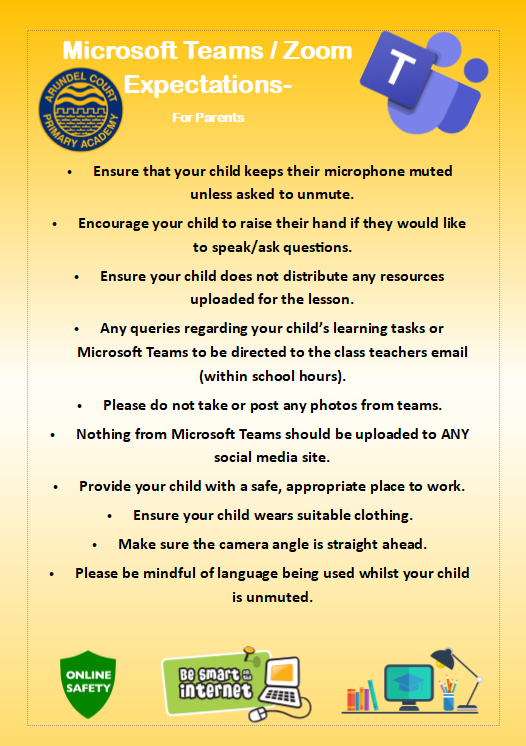 Microsoft Teams / Zoom
Expectations-
For Parents
ARUNDEL COURT
PRIMARY ACADEMY
T
• Ensure that your child keeps their microphone muted
unless asked to unmute.
• Encourage your child to raise their hand if they would like
to speak/ask questions.
• Ensure your child does not distribute any resources
uploaded for the lesson.
• Any queries regarding your child's learning tasks or
Microsoft Teams to be directed to the class teachers email
(within school hours).
• Please do not take or post any photos from teams.
• Nothing from Microsoft Teams should be uploaded to ANY
social media site.
• Provide your child with a safe, appropriate place to work.
• Ensure your child wears suitable clothing.
• Make sure the camera angle is straight ahead.
• Please be mindful of language being used whilst your child
is unmuted.
ONLINE
SAFETY
Be smart on the
internet